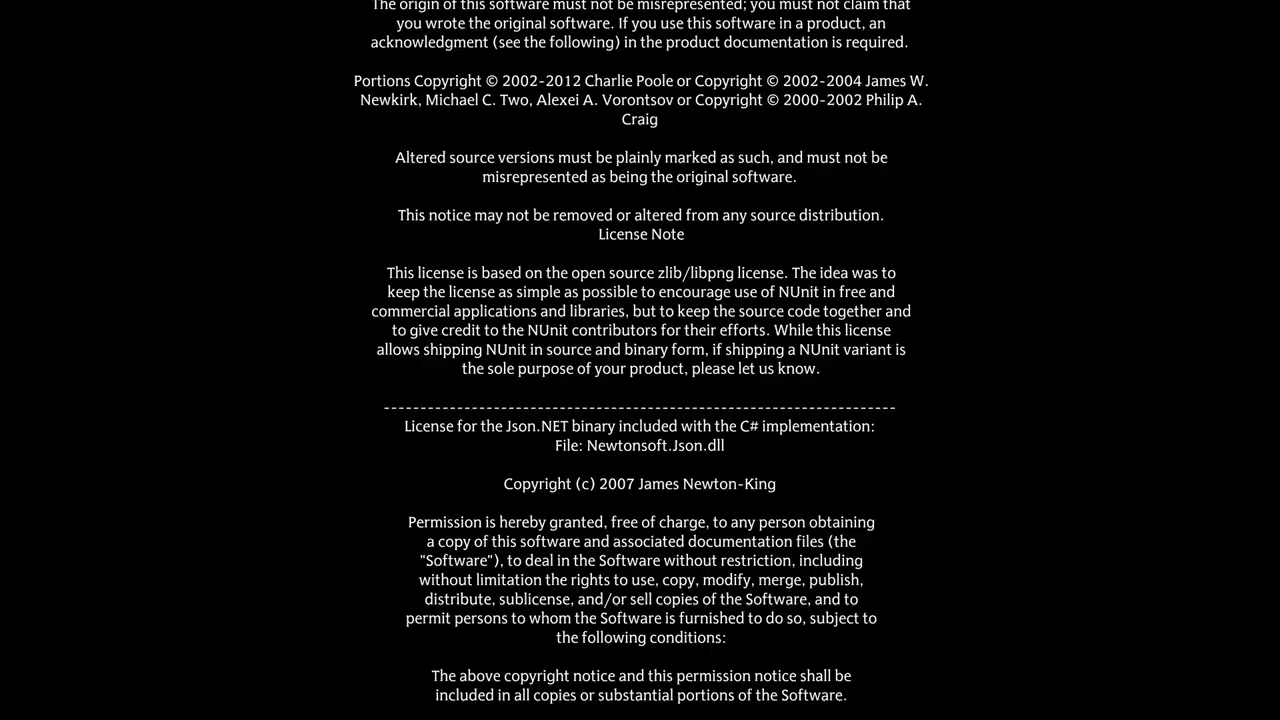 The origin of this software must not be misrepresented; you must not claim that
you wrote the original software. If you use this software in a product, an
acknowledgment (see the following) in the product documentation is required.
Portions Copyright © 2002-2012 Charlie Poole or Copyright © 2002-2004 James W.
Newkirk, Michael C. Two, Alexei A. Vorontsov or Copyright © 2000-2002 Philip A.
Craig
Altered source versions must be plainly marked as such, and must not be
misrepresented as being the original software.
This notice may not be removed or altered from any source distribution.
License Note
This license is based on the open source zlib/libpng license. The idea was to
keep the license as simple as possible to encourage use of NUnit in free and
commercial applications and libraries, but to keep the source code together and
to give credit to the NUnit contributors for their efforts. While this license
allows shipping NUnit in source and binary form, if shipping a NUnit variant is
the sole purpose of your product, please let us know.
-----------------------------------------------------------------------
License for the Json.NET binary included with the C# implementation:
File: Newtonsoft.Json.dll
Copyright (c) 2007 James Newton-King
Permission is hereby granted, free of charge, to any person obtaining
a copy of this software and associated documentation files (the
"Software"), to deal in the Software without restriction, including
without limitation the rights to use, copy, modify, merge, publish,
distribute, sublicense, and/or sell copies of the Software, and to
permit persons to whom the Software is furnished to do so, subject to
the following conditions:
The above copyright notice and this permission notice shall be
included in all copies or substantial portions of the Software.